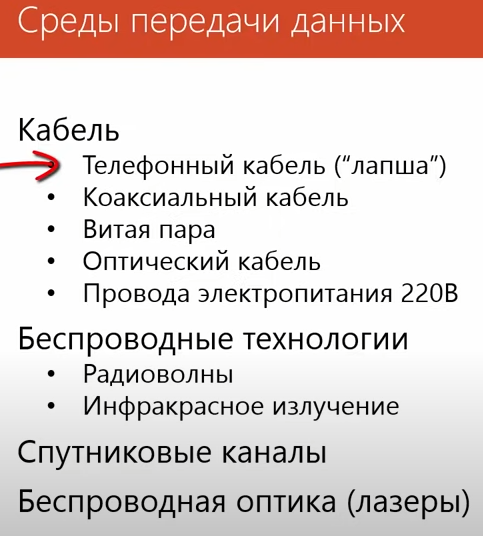 Среды передачи данных
Кабель
• Телефонный кабель (“лапша”)
• Коаксиальный кабель
• Витая пара
• Оптический кабель
• Провода электропитания 220В
Беспроводные технологии
• Радиоволны
• Инфракрасное излучение
Спутниковые каналы
Беспроводная оптика (лазеры)